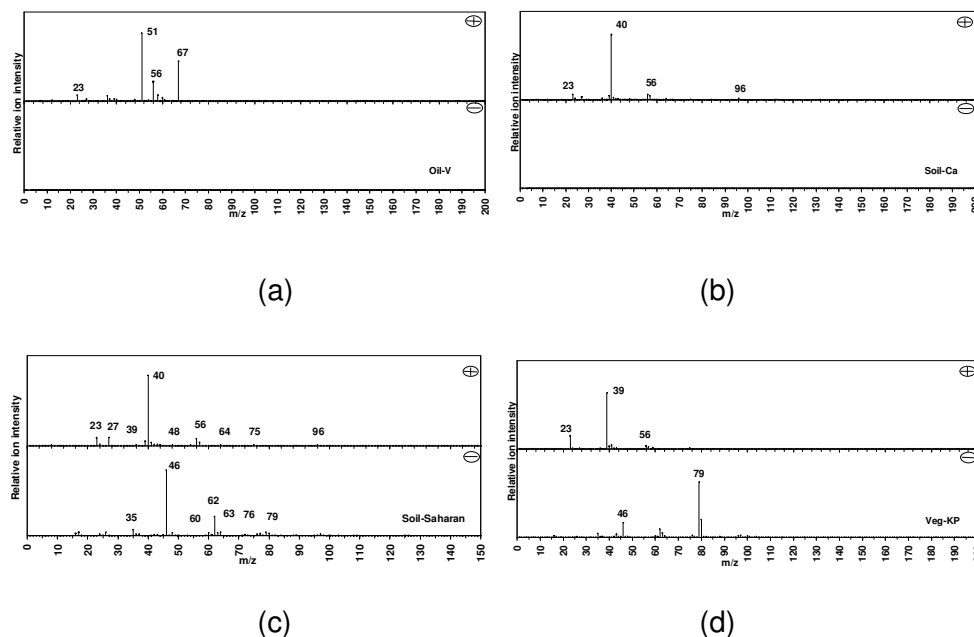 Relative ion intensity
51
67
56
23
+
−
Oil-V
0 10 20 30 40 50 60 70 80 90 100 110 120 130 140 150 160 170 180 190 200
m/z
(a)
Relative ion intensity
40
23
56
96
+
−
Soil-Ca
0 10 20 30 40 50 60 70 80 90 100 110 120 130 140 150 160 170 180 190 200
m/z
(b)
Relative ion intensity
40
23 27 39 48 56 64 75 96
+
−
46
62
35 60 63 76 79
Soil-Saharan
0 10 20 30 40 50 60 70 80 90 100 110 120 130 140 150
m/z
(c)
Relative ion intensity
39
23
56
+
−
79
46
Veg-KP
0 10 20 30 40 50 60 70 80 90 100 110 120 130 140 150 160 170 180 190 200
m/z
(d)